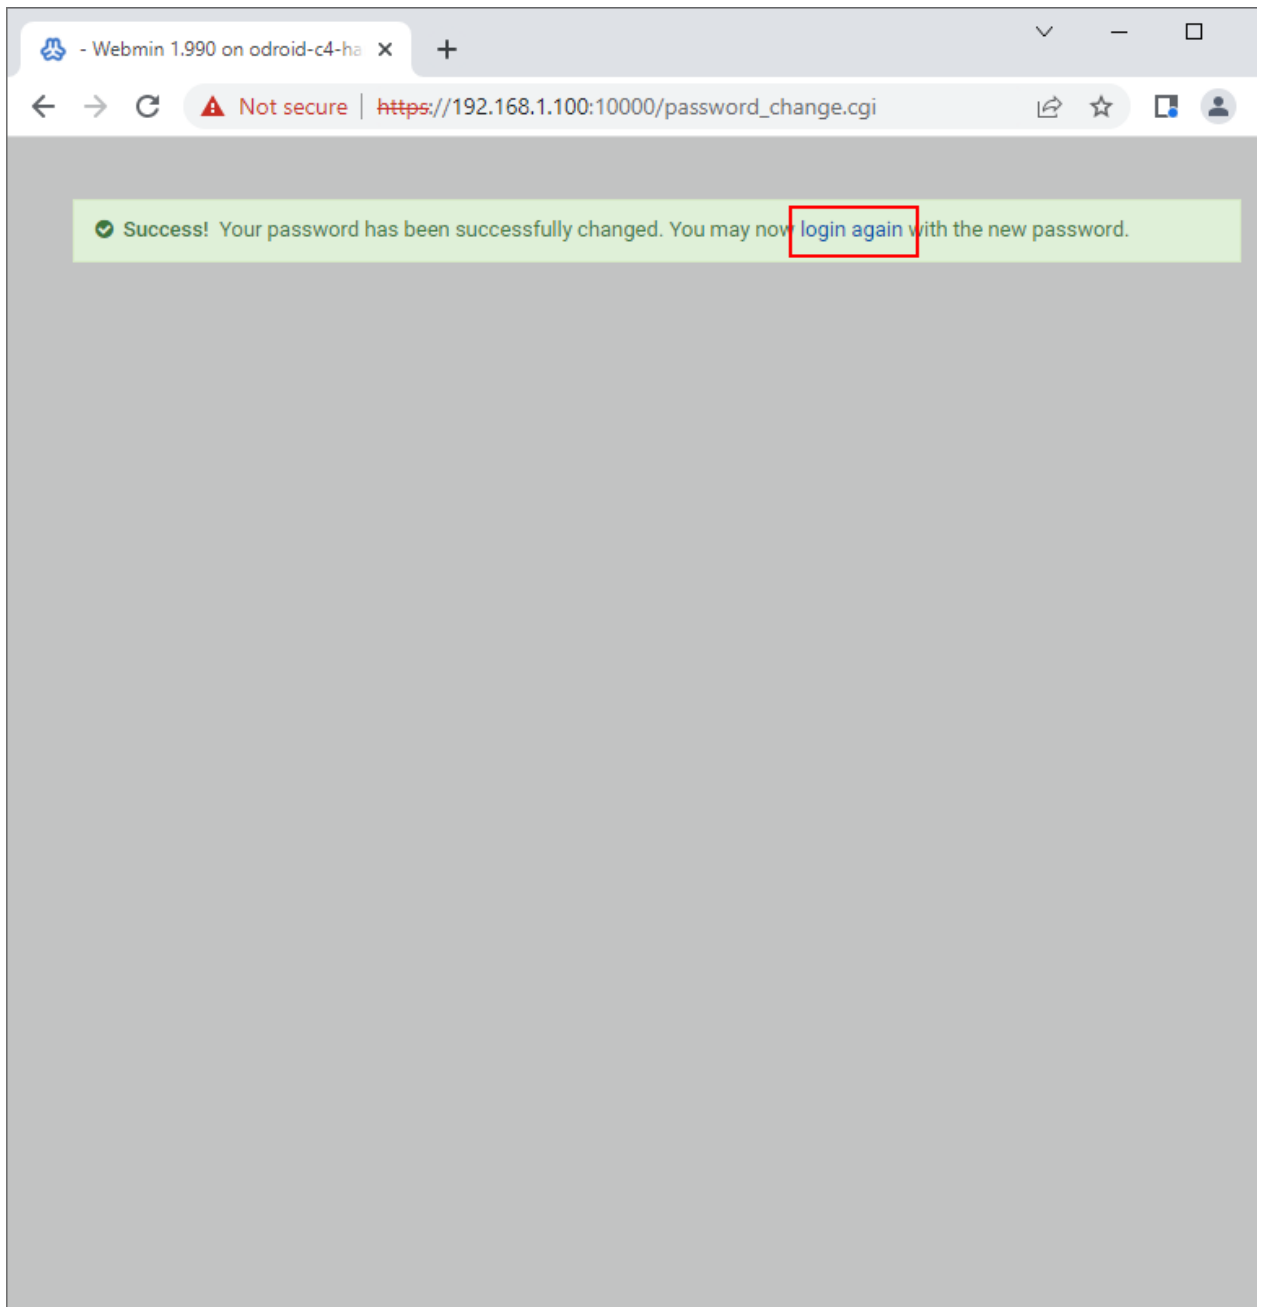 - Webmin 1.990 on odroid-c4-ha
Not secure | https://192.168.1.100:10000/password_change.cgi
Success! Your password has been successfully changed. You may now login again with the new password.